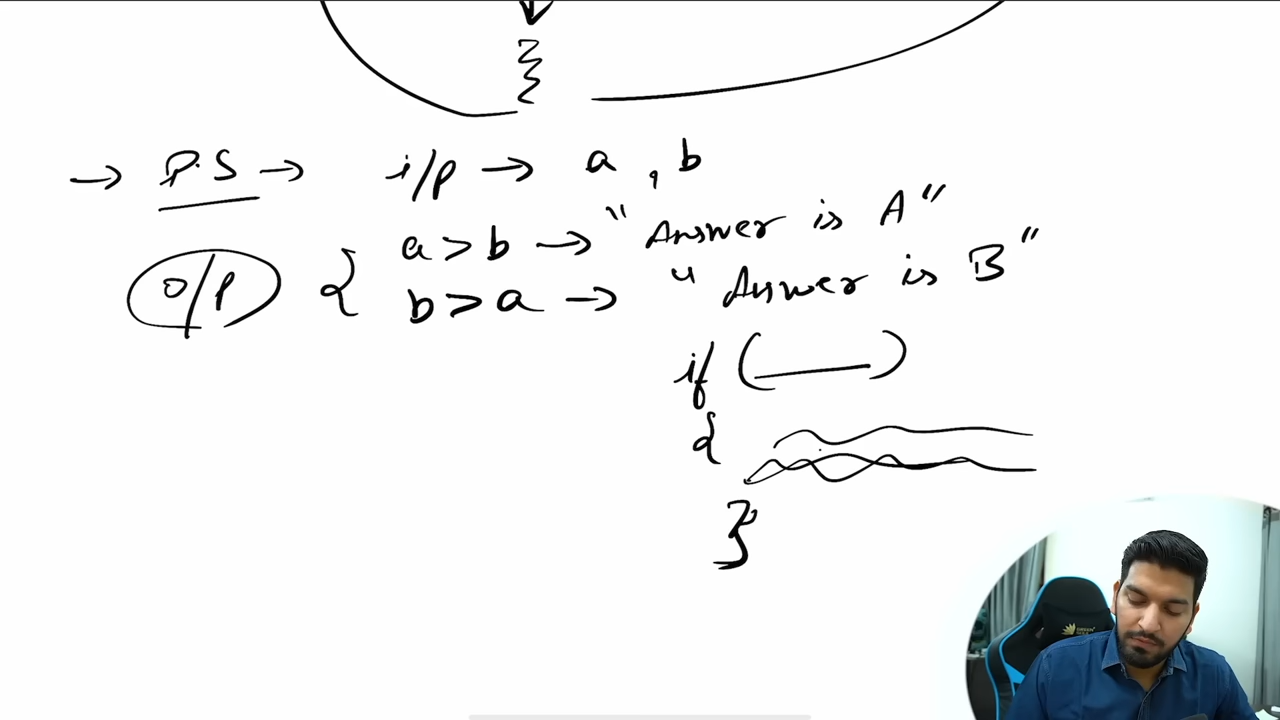 }
→ P.S → i/p → a , b
O/P { a > b → "Answer is A"
b > a → "Answer is B"
if ( )
{
}